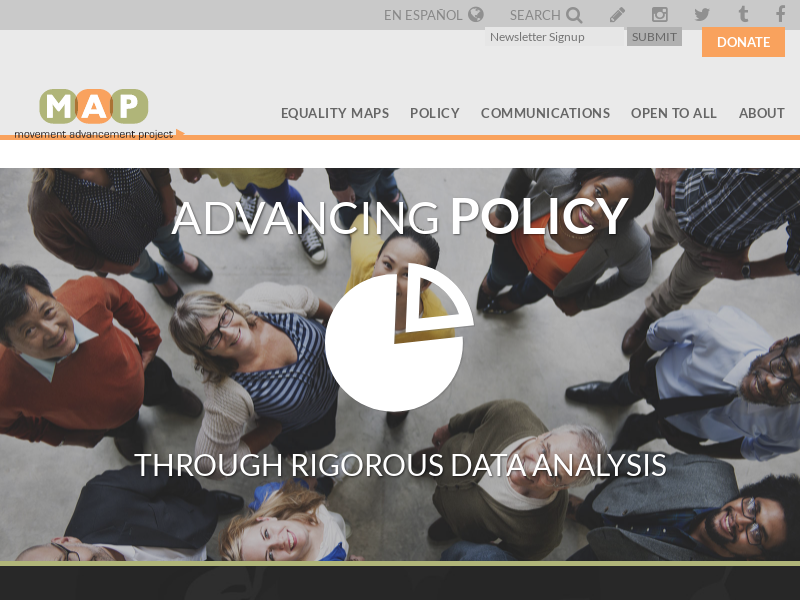 EN ESPAÑOL SEARCH
Newsletter Signup SUBMIT DONATE
MAP
movement advancement project
EQUALITY MAPS POLICY COMMUNICATIONS OPEN TO ALL ABOUT
ADVANCING POLICY
THROUGH RIGOROUS DATA ANALYSIS